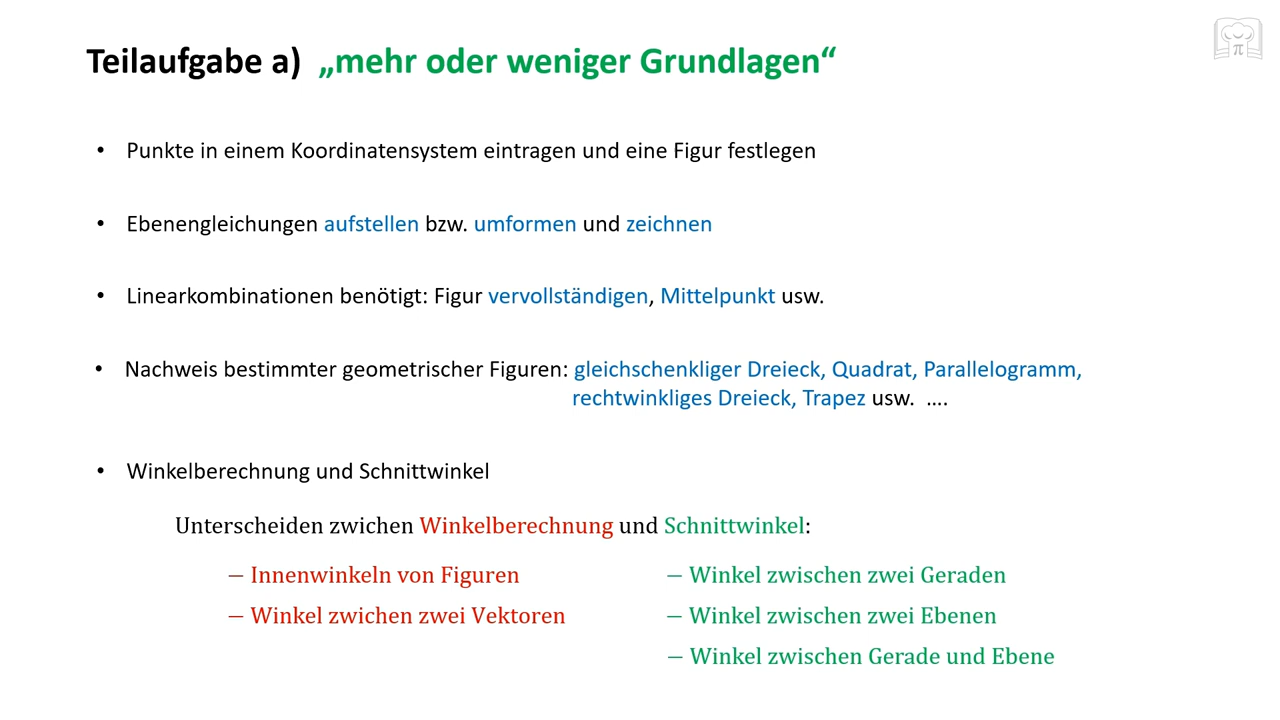 Teilaufgabe a) „mehr oder weniger Grundlagen“
• Punkte in einem Koordinatensystem eintragen und eine Figur festlegen
• Ebenengleichungen aufstellen bzw. umformen und zeichnen
• Linearkombinationen benötigt: Figur vervollständigen, Mittelpunkt usw.
• Nachweis bestimmter geometrischer Figuren: gleichschenkliger Dreieck, Quadrat, Parallelogramm,
rechtwinkliges Dreieck, Trapez usw. ….
• Winkelberechnung und Schnittwinkel
Unterscheiden zwichen Winkelberechnung und Schnittwinkel:
– Innenwinkeln von Figuren
– Winkel zwichen zwei Vektoren
– Winkel zwischen zwei Geraden
– Winkel zwischen zwei Ebenen
– Winkel zwischen Gerade und Ebene
π